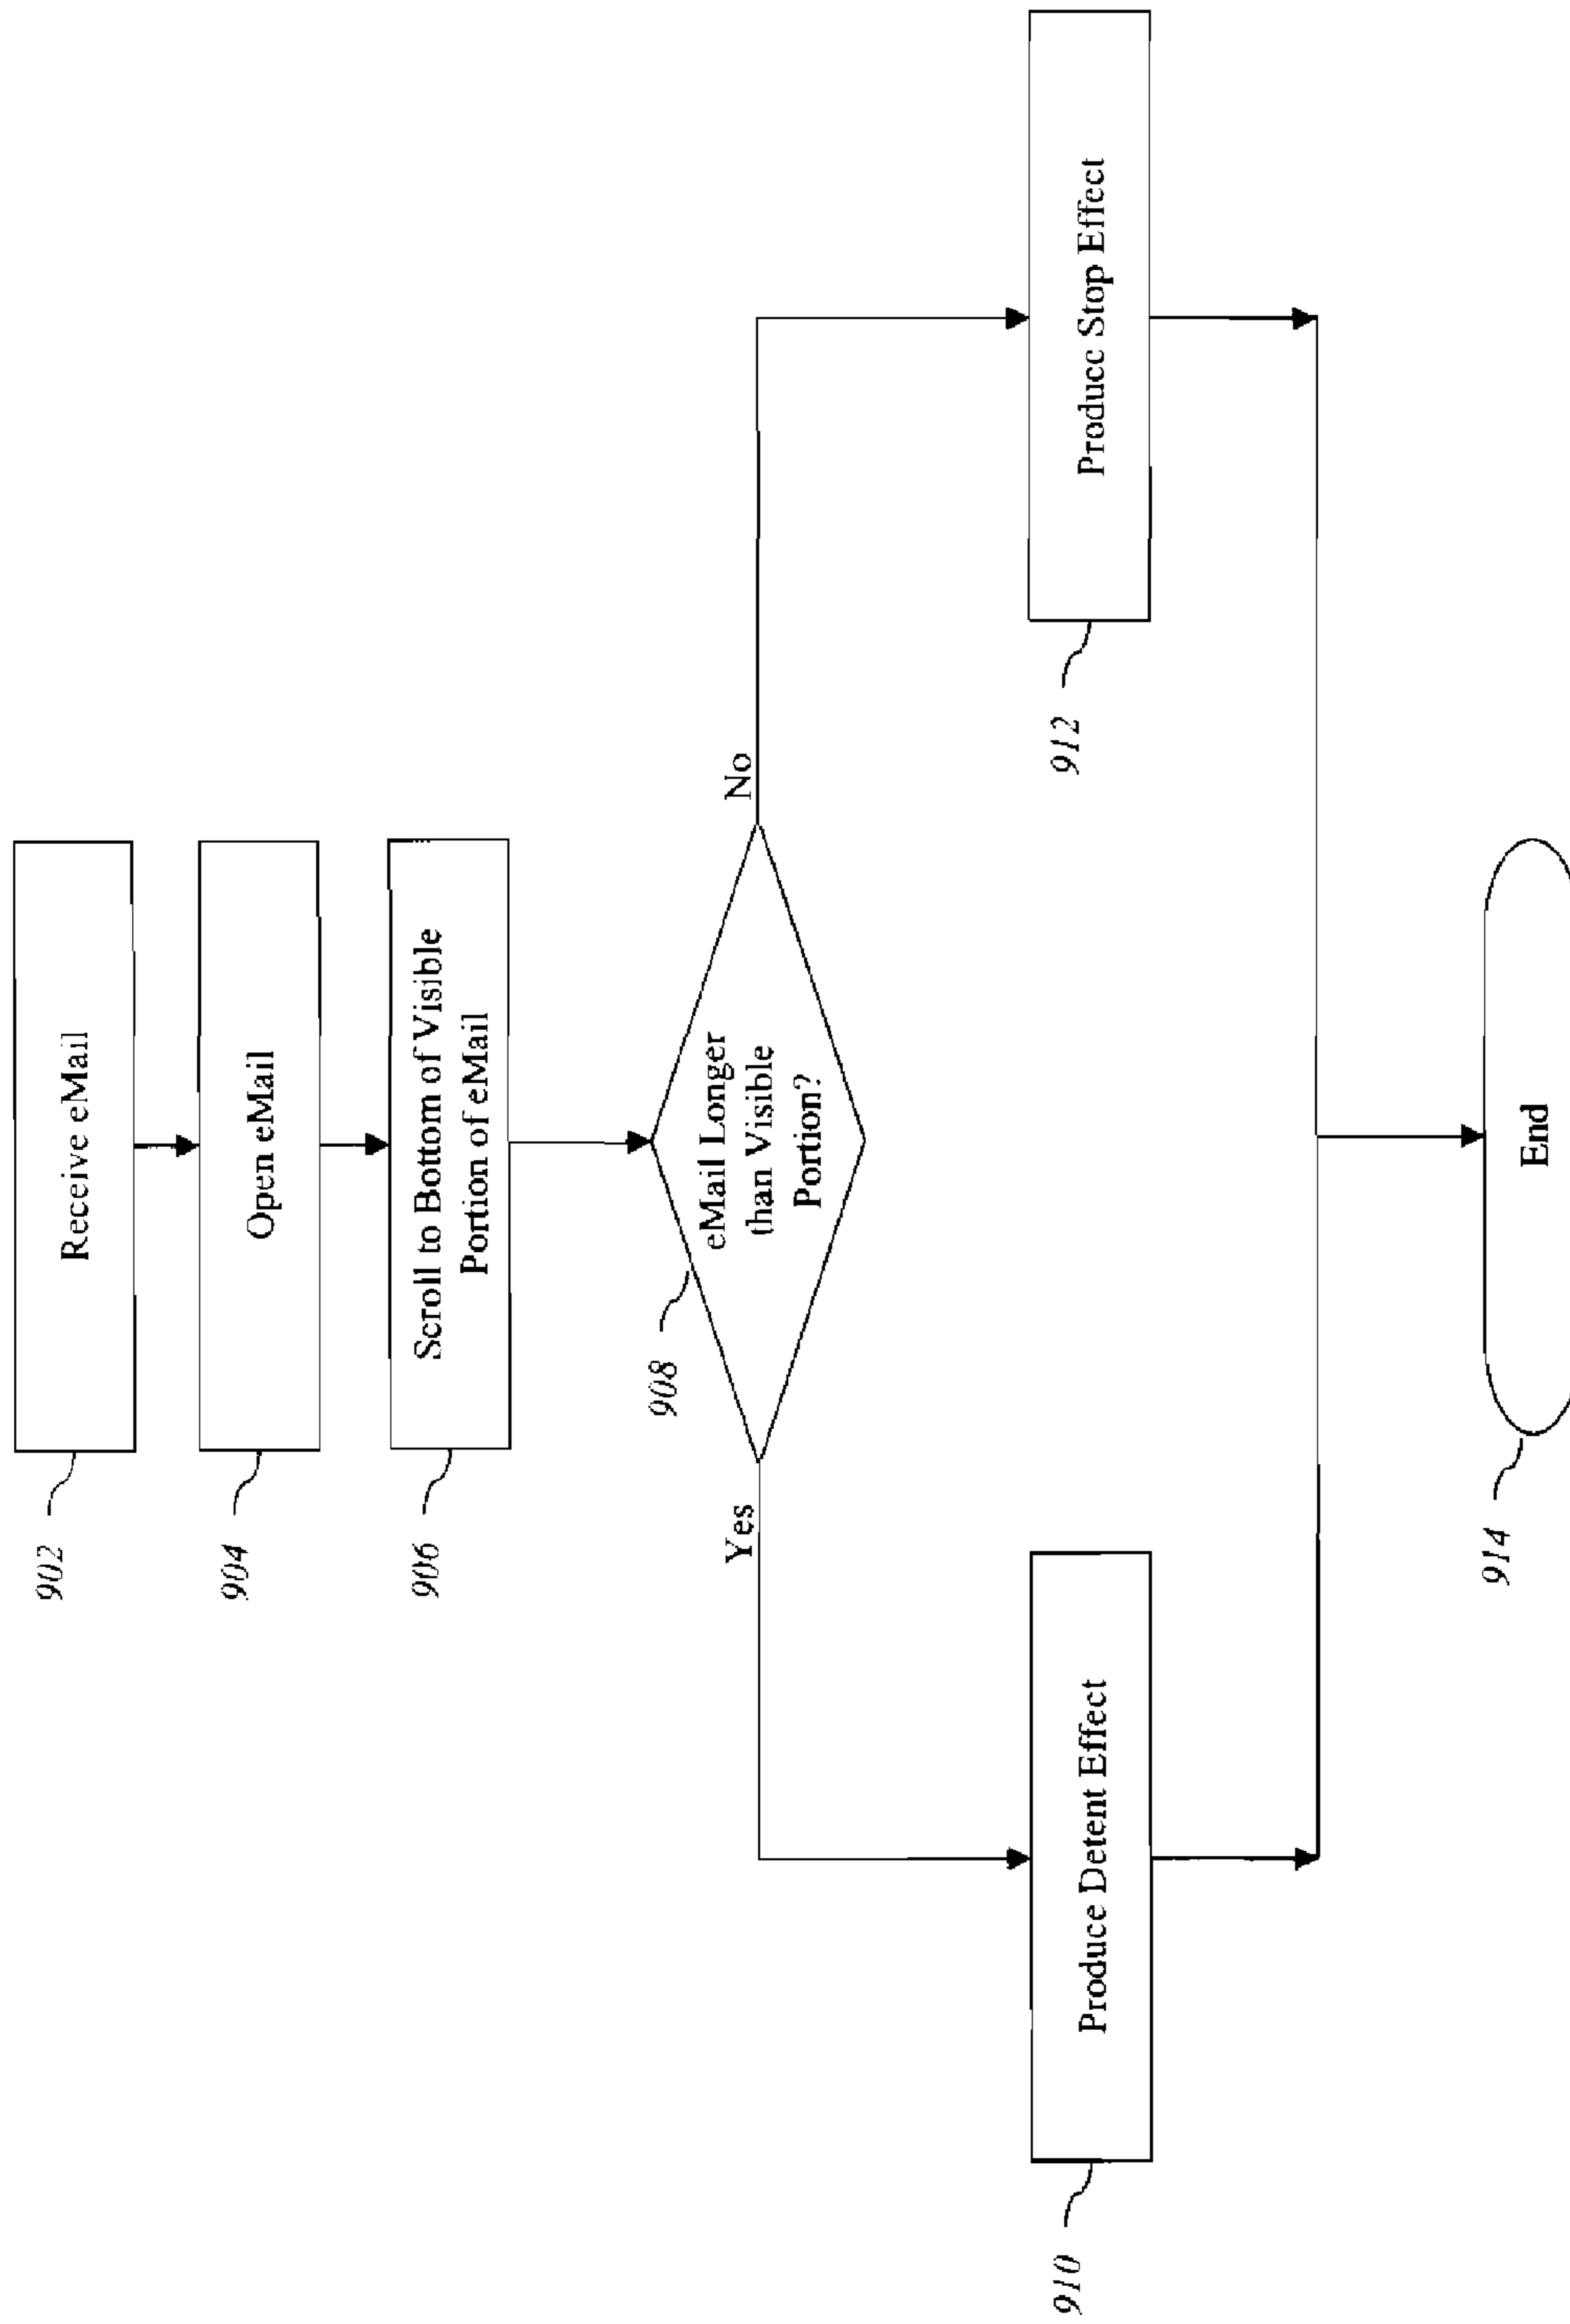 902
Receive eMail
904
Open eMail
906
Scroll to Bottom of Visible
Portion of eMail
908
eMail Longer
than Visible
Portion?
Yes
No
910
Produce Detent Effect
912
Produce Stop Effect
914
End